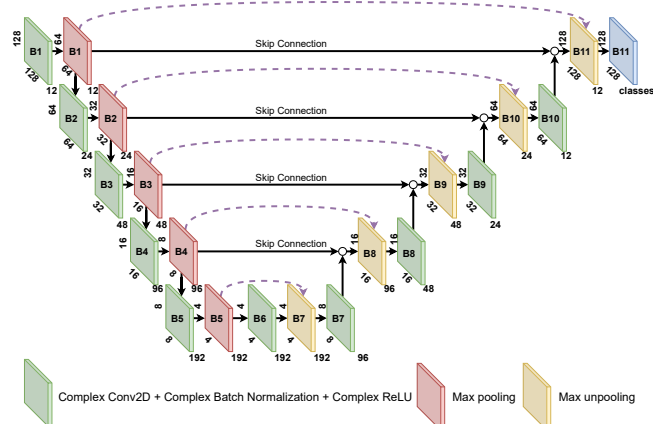 128 B1 128 12 64 B1 64 12 Skip Connection 128 B11 128 12 128 B11 classes
64 B2 64 24 32 B2 32 24 Skip Connection 64 B10 64 24 64 B10 12
32 B3 32 48 16 B3 16 48 Skip Connection 32 B9 32 48 32 B9 32 24
16 B4 16 96 8 B4 8 96 Skip Connection 16 B8 16 96 16 B8 16 48
8 B5 8 192 4 B5 4 192 4 B6 4 192 4 B7 4 192 8 B7 8 96
Complex Conv2D + Complex Batch Normalization + Complex ReLU Max pooling Max unpooling